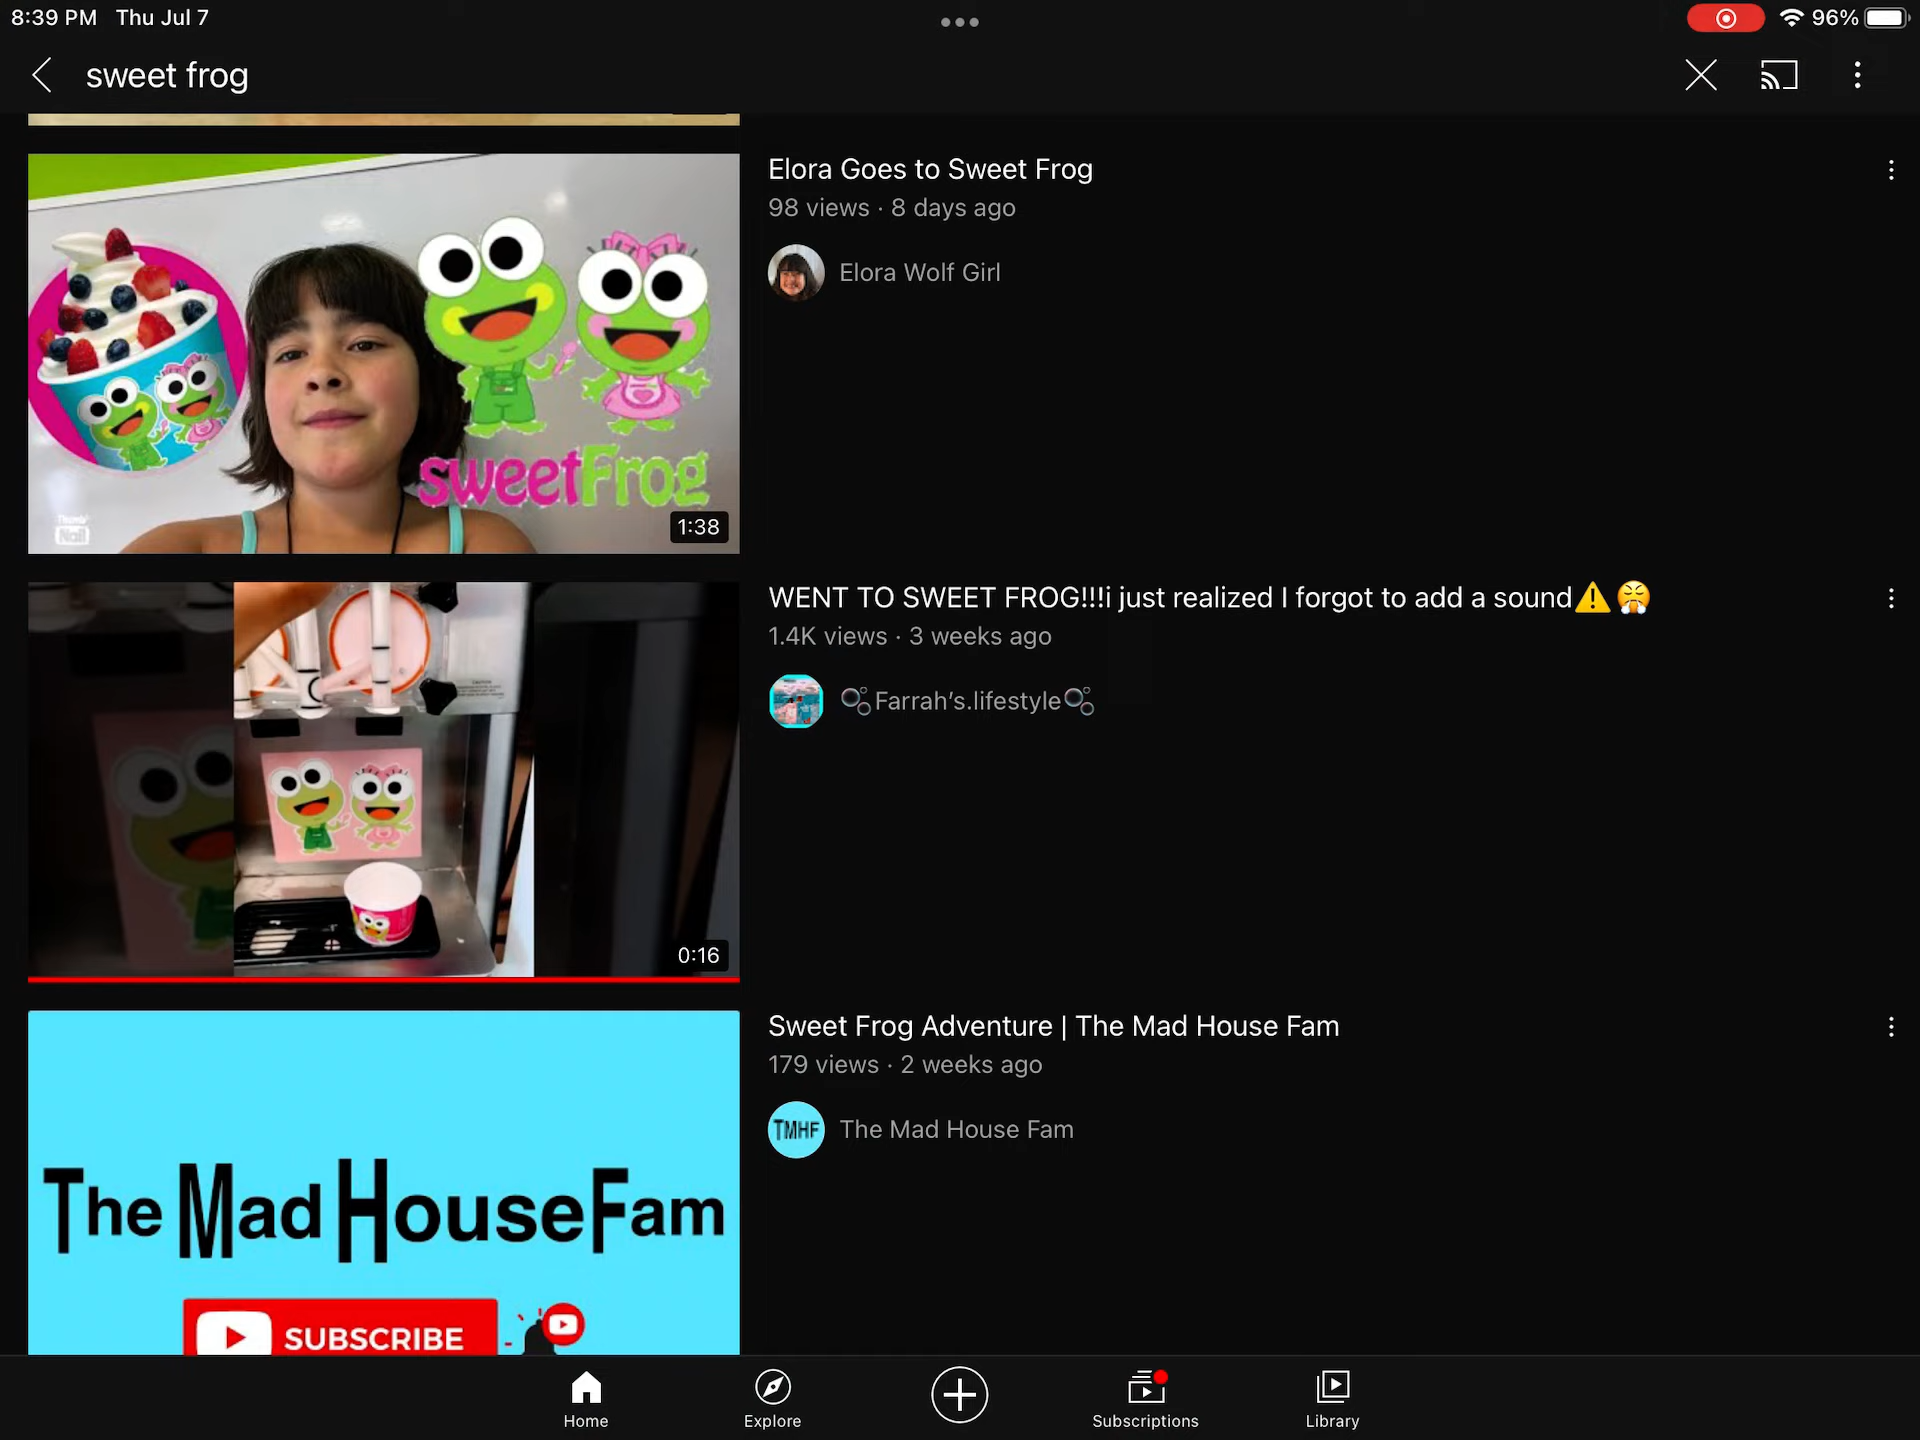 8:39 PM Thu Jul 7
96%
sweet frog
Elora Goes to Sweet Frog
98 views · 8 days ago
Elora Wolf Girl
sweetFrog
Nail
1:38
WENT TO SWEET FROG!!!i just realized I forgot to add a sound⚠️😤
1.4K views · 3 weeks ago
🫧Farrah’s.lifestyle🫧
0:16
Sweet Frog Adventure | The Mad House Fam
179 views · 2 weeks ago
TMHF The Mad House Fam
The Mad House Fam
SUBSCRIBE
Home Explore Subscriptions Library